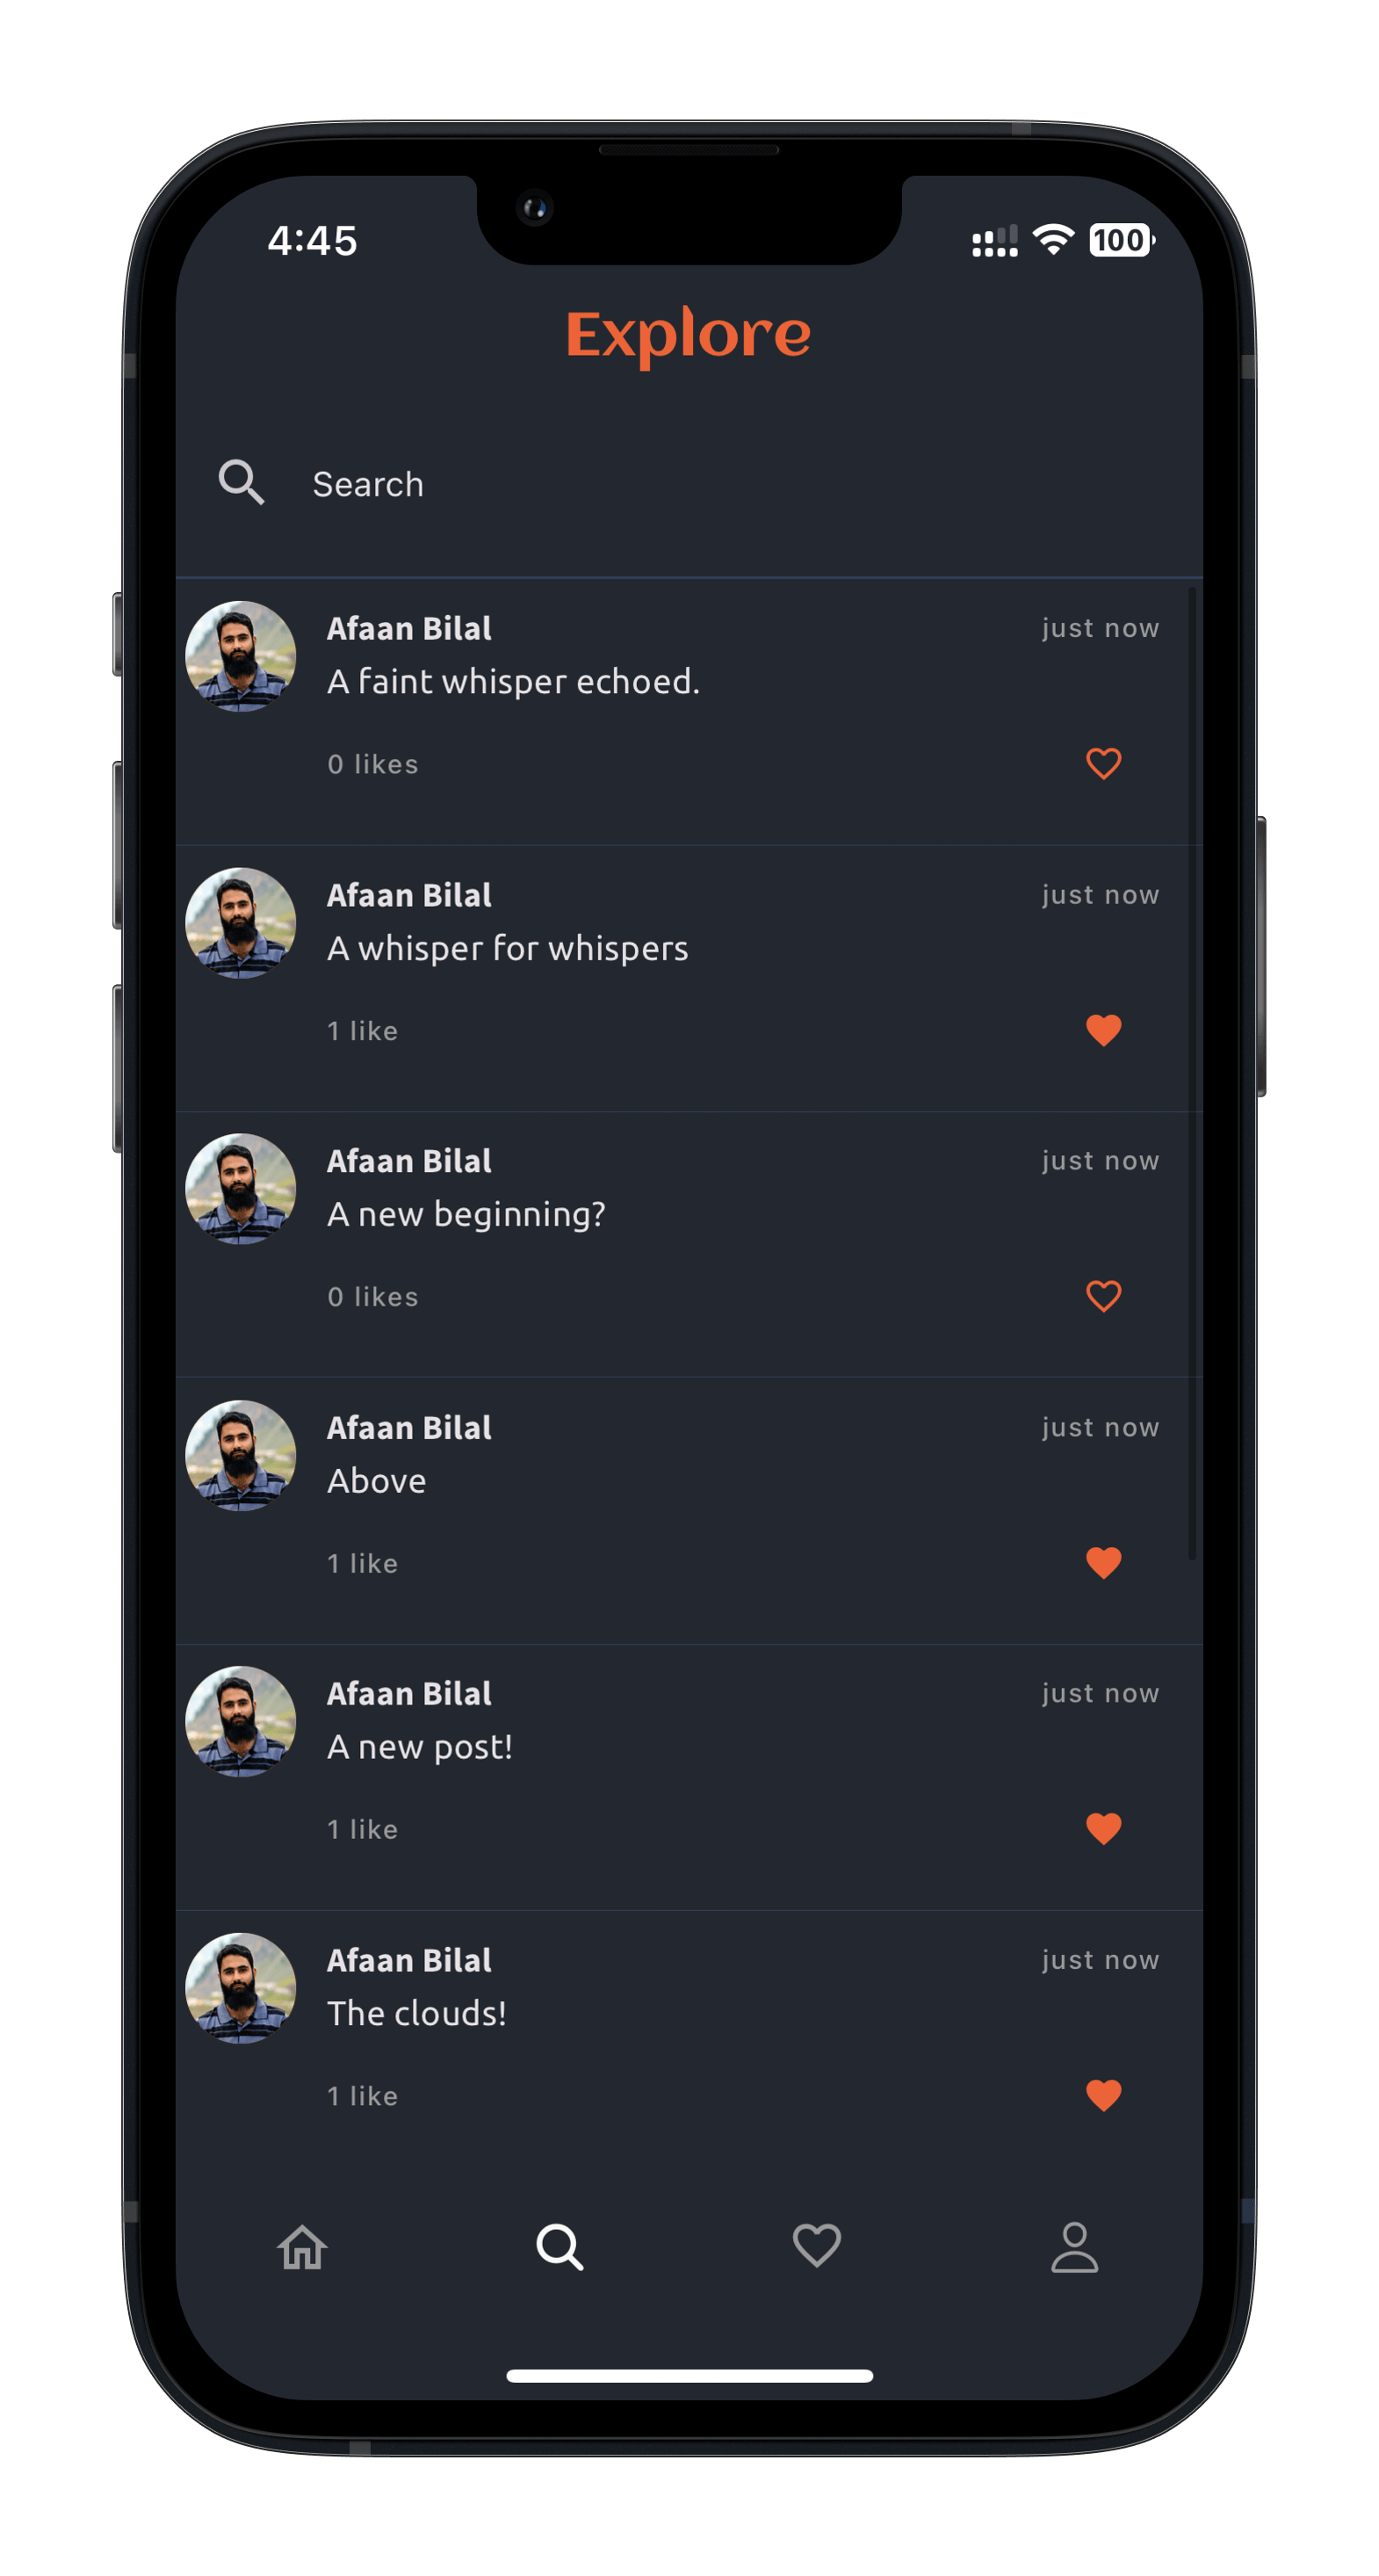 4:45
100
Explore
Search
Afaan Bilal just now
A faint whisper echoed.
0 likes
Afaan Bilal just now
A whisper for whispers
1 like
Afaan Bilal just now
A new beginning?
0 likes
Afaan Bilal just now
Above
1 like
Afaan Bilal just now
A new post!
1 like
Afaan Bilal just now
The clouds!
1 like